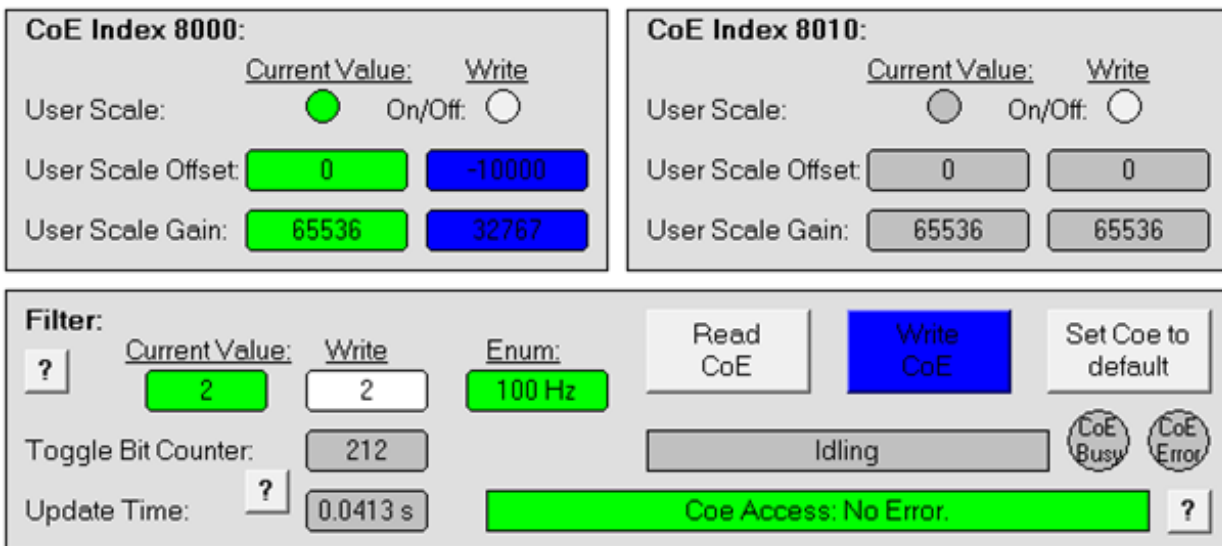 CoE Index 8000:
Current Value: Write
User Scale: On/Off:
User Scale Offset: 0 -10000
User Scale Gain: 65536 32767
CoE Index 8010:
Current Value: Write
User Scale: On/Off:
User Scale Offset: 0 0
User Scale Gain: 65536 65536
Filter:
? Current Value: Write Enum:
2 2 100 Hz
Toggle Bit Counter: 212
Update Time: ? 0.0413 s
Read
CoE
Write
CoE
Set Coe to
default
Idling
CoE
Busy
CoE
Error
Coe Access: No Error.
?